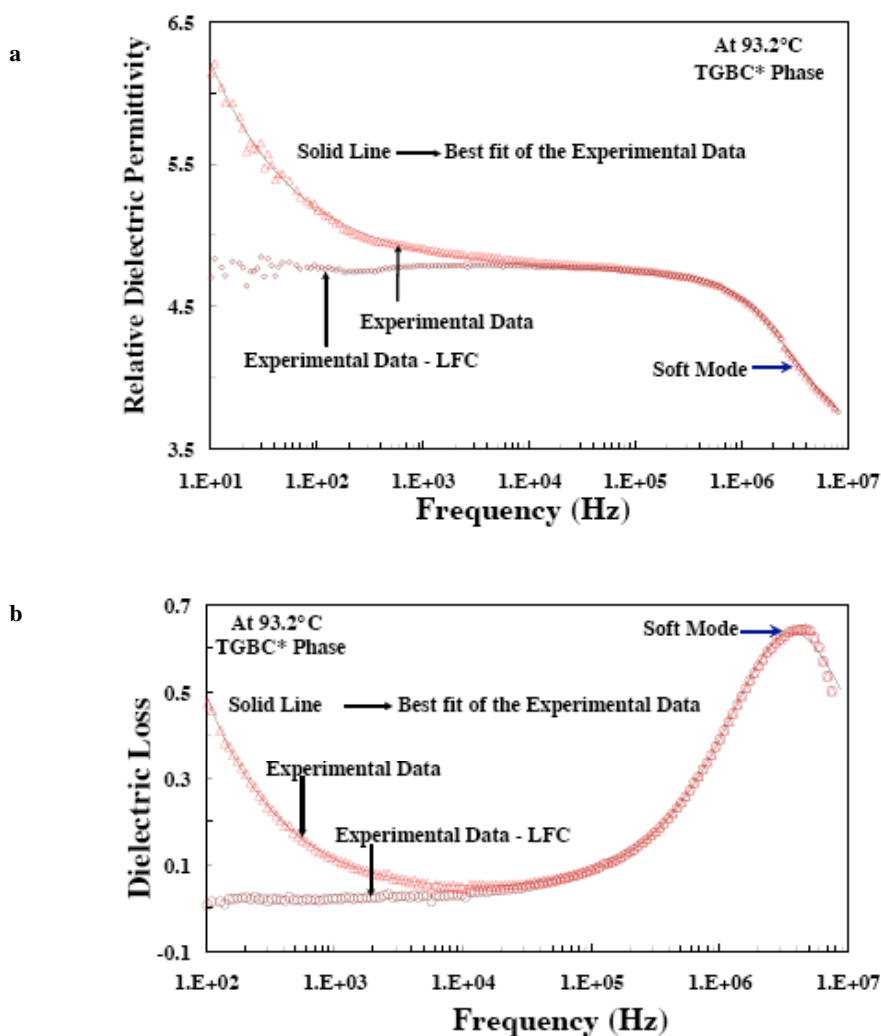 a
6.5
5.5
4.5
3.5
Relative Dielectric Permittivity
At 93.2°C
TGBC* Phase
Solid Line Best fit of the Experimental Data
Experimental Data
Experimental Data - LFC
Soft Mode
1.E+01 1.E+02 1.E+03 1.E+04 1.E+05 1.E+06 1.E+07
Frequency (Hz)
b
0.7
0.5
0.3
0.1
-0.1
Dielectric Loss
At 93.2°C
TGBC* Phase
Soft Mode
Solid Line Best fit of the Experimental Data
Experimental Data
Experimental Data - LFC
1.E+02 1.E+03 1.E+04 1.E+05 1.E+06 1.E+07
Frequency (Hz)